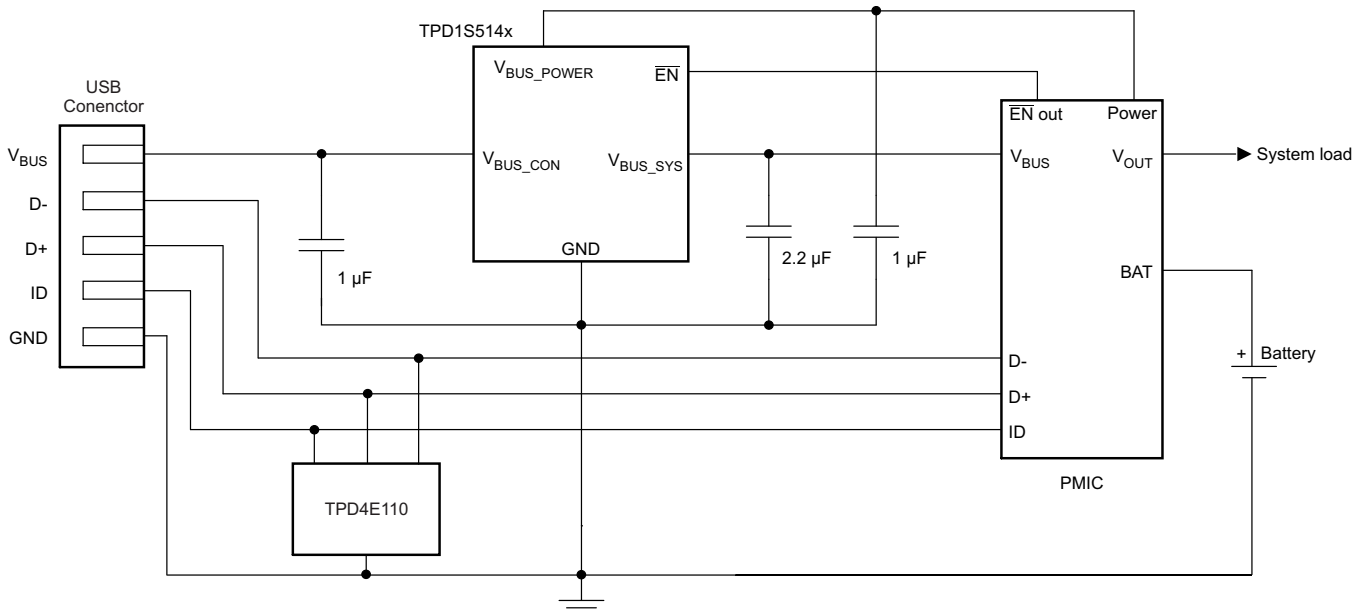 TPD1S514x
USB
Conenctor
VBUS
D-
D+
ID
GND
VBUS_POWER
EN
VBUS_CON
VBUS_SYS
GND
1 µF
2.2 µF
1 µF
EN out
Power
VBUS
VOUT
System load
BAT
+ Battery
D-
D+
ID
PMIC
TPD4E110